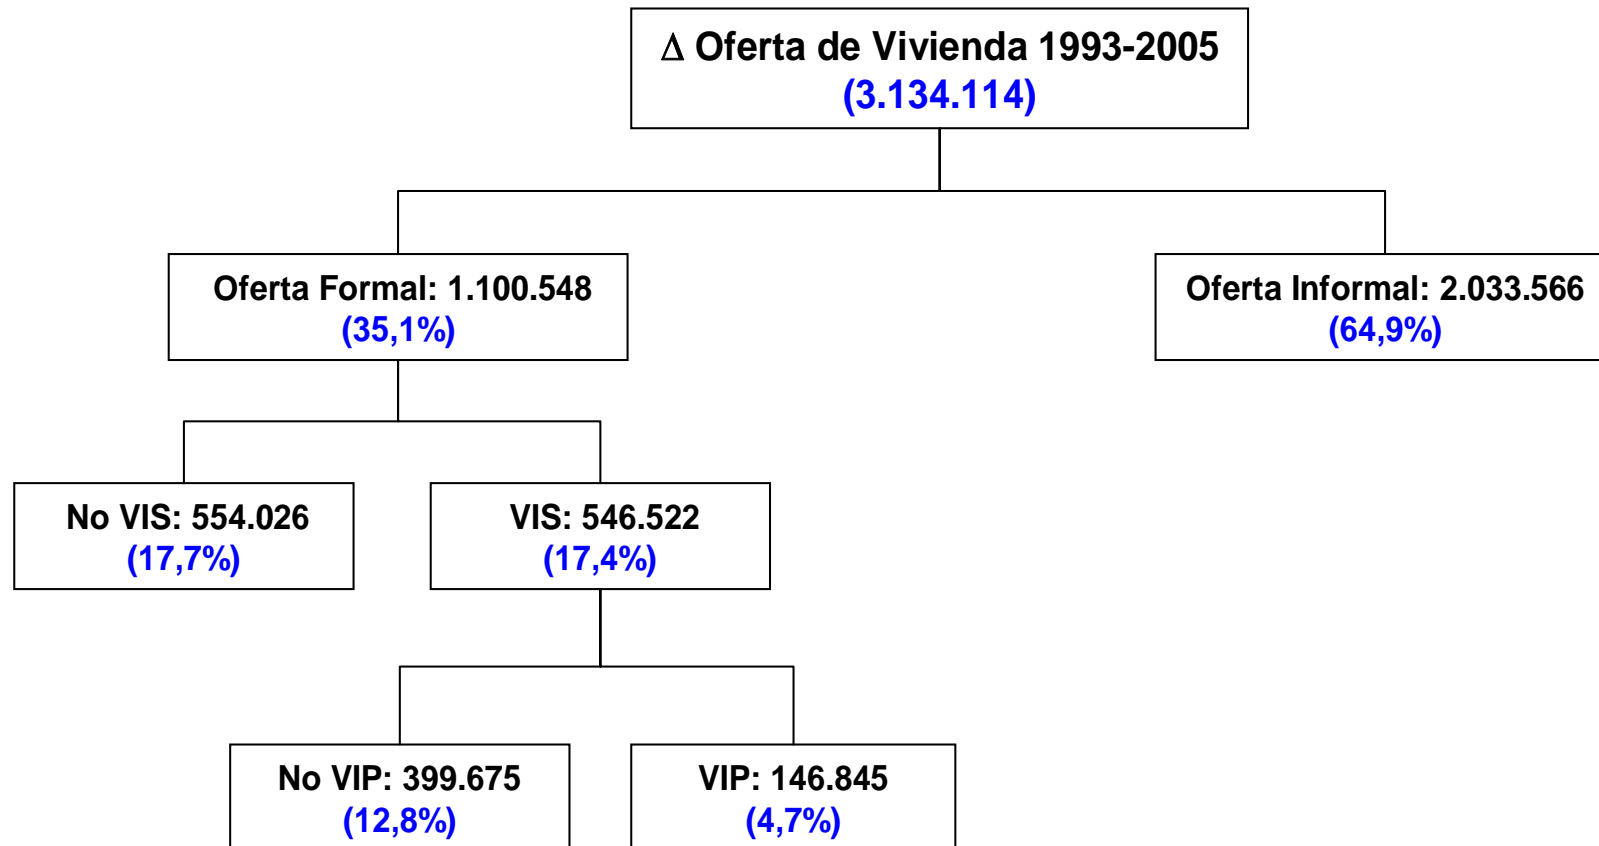 Δ Oferta de Vivienda 1993-2005
(3.134.114)
Oferta Formal: 1.100.548
(35,1%)
Oferta Informal: 2.033.566
(64,9%)
No VIS: 554.026
(17,7%)
VIS: 546.522
(17,4%)
No VIP: 399.675
(12,8%)
VIP: 146.845
(4,7%)